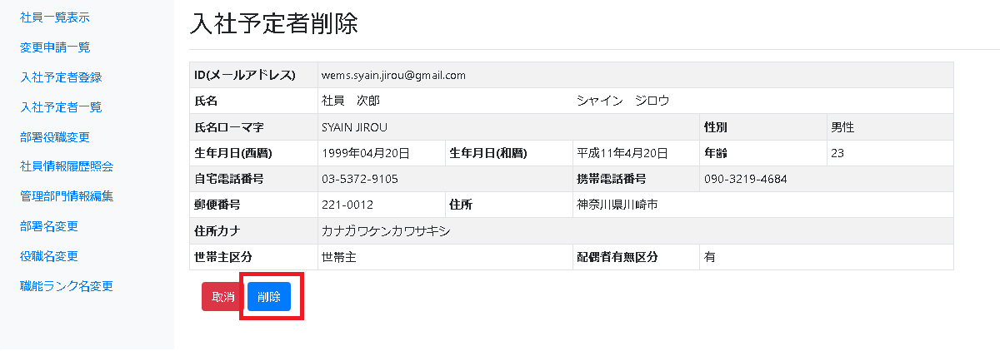 社員一覧表示
変更申請一覧
入社予定者登録
入社予定者一覧
部署役職変更
社員情報履歴照会
管理部門情報編集
部署名変更
役職名変更
職能ランク名変更
入社予定者削除
ID(メールアドレス) wems.syain.jirou@gmail.com
氏名 社員　次郎 シャイン　ジロウ
氏名ローマ字 SYAIN JIROU 性別 男性
生年月日(西暦) 1999年04月20日 生年月日(和暦) 平成11年4月20日 年齢 23
自宅電話番号 03-5372-9105 携帯電話番号 090-3219-4684
郵便番号 221-0012 住所 神奈川県川崎市
住所カナ カナガワケンカワサキシ
世帯主区分 世帯主 配偶者有無区分 有
取消 削除